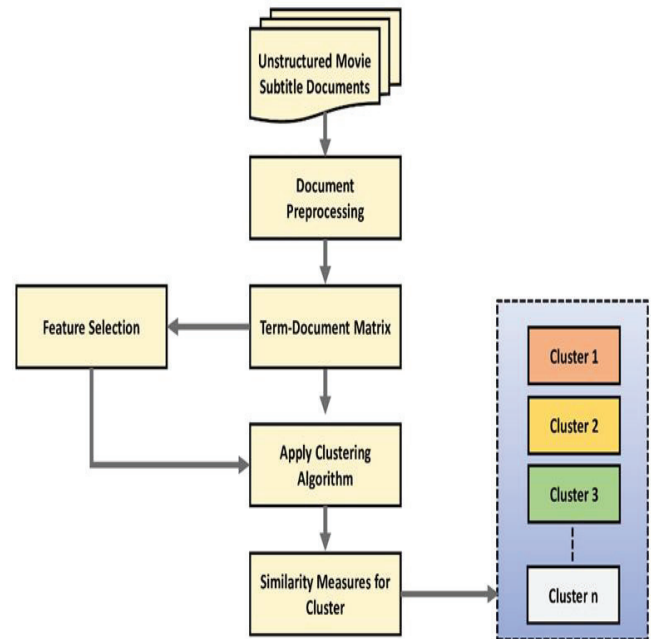 Unstructured Movie
Subtitle Documents
Document
Preprocessing
Feature Selection
Term-Document Matrix
Apply Clustering
Algorithm
Similarity Measures for
Cluster
Cluster 1
Cluster 2
Cluster 3
Cluster n